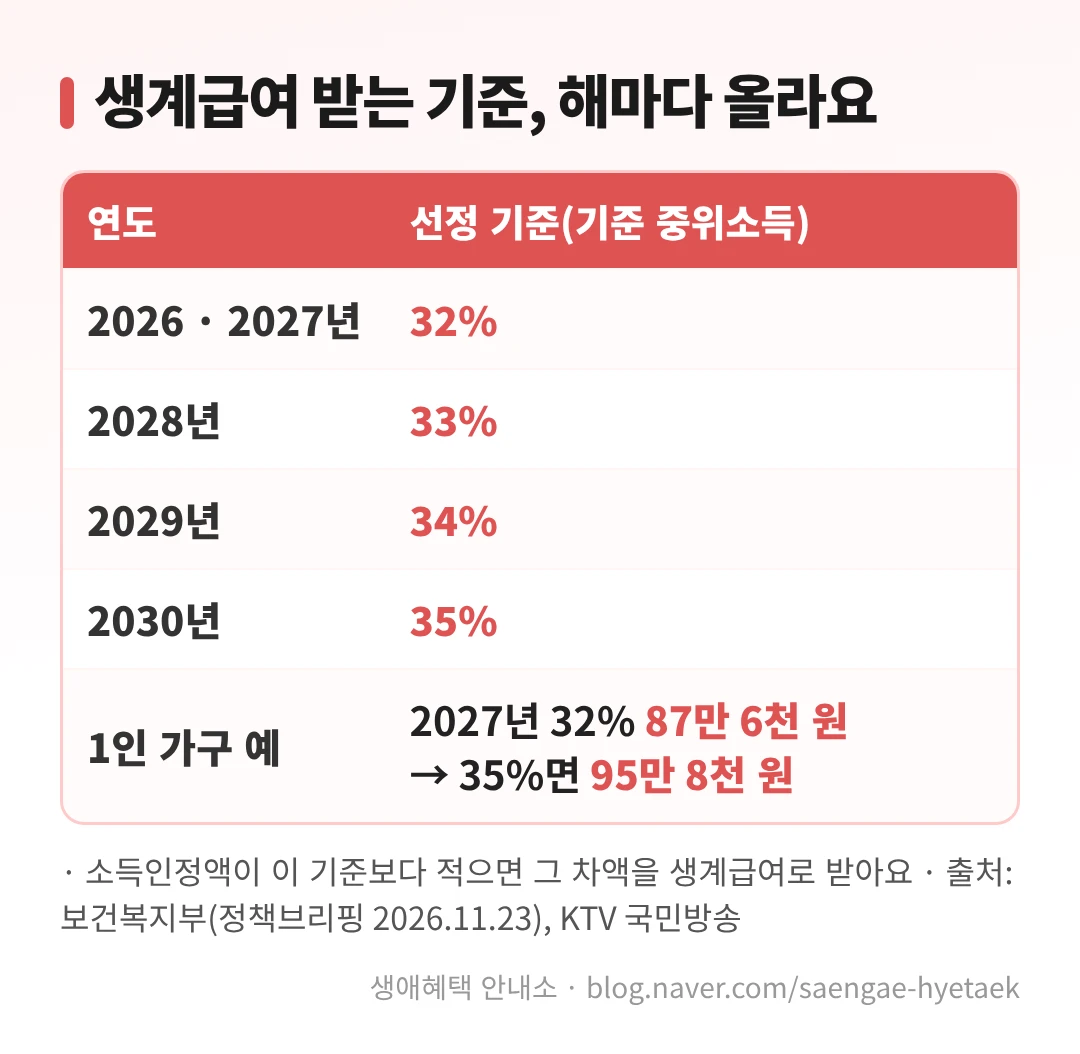 생계급여 받는 기준, 해마다 올라요
연도 선정 기준(기준 중위소득)
2026 · 2027년 32%
2028년 33%
2029년 34%
2030년 35%
1인 가구 예 2027년 32% 87만 6천 원
→ 35%면 95만 8천 원
· 소득인정액이 이 기준보다 적으면 그 차액을 생계급여로 받아요 · 출처:
보건복지부(정책브리핑 2026.11.23), KTV 국민방송
생애혜택 안내소 · blog.naver.com/saengae-hyetaek